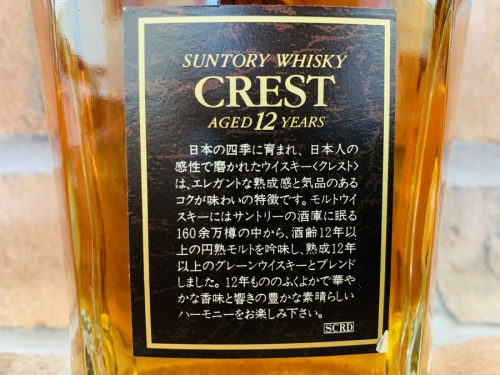 SUNTORY WHISKY
CREST
AGED 12 YEARS
日本の四季に育まれ、日本人の
感性で磨かれたウイスキー〈クレスト〉
は、エレガントな熟成感と気品のある
コクが味わいの特徴です。モルトウイ
スキーにはサントリーの酒庫に眠る
160余万樽の中から、酒齢12年以
上の円熟モルトを吟味し、熟成12年
以上のグレーンウイスキーとブレンド
しました。12年もののふくよかで華や
かな香味と響きの豊かな素晴らしい
ハーモニーをお楽しみ下さい。
SCRD